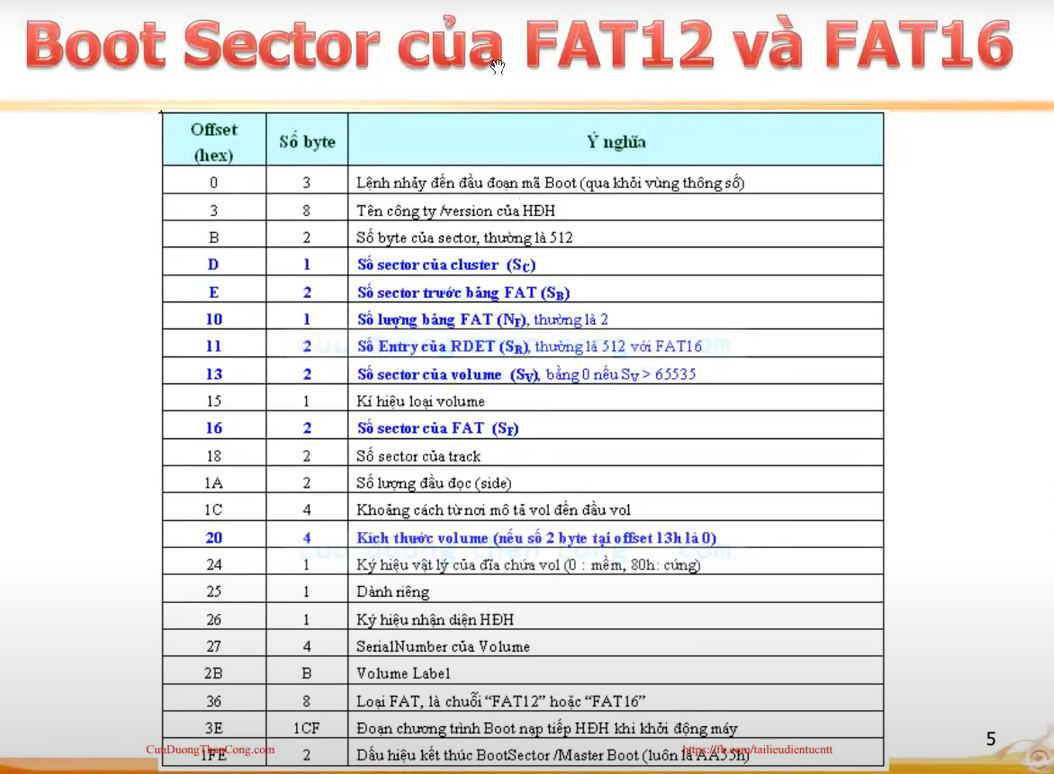 Boot Sector của FAT12 và FAT16
Offset (hex) Số byte Ý nghĩa
0 3 Lệnh nhảy đến đầu đoạn mã Boot (qua khỏi vùng thông số)
3 8 Tên công ty /version của HĐH
B 2 Số byte của sector, thường là 512
D 1 Số sector của cluster (SC)
E 2 Số sector trước bảng FAT (SB)
10 1 Số lượng bảng FAT (NF), thường là 2
11 2 Số Entry của RDET (SR), thường là 512 với FAT16
13 2 Số sector của volume (SV), bằng 0 nếu SV > 65535
15 1 Kí hiệu loại volume
16 2 Số sector của FAT (SF)
18 2 Số sector của track
1A 2 Số lượng đầu đọc (side)
1C 4 Khoảng cách từ nơi mô tả vol đến đầu vol
20 4 Kích thước volume (nếu số 2 byte tại offset 13h là 0)
24 1 Ký hiệu vật lý của đĩa chứa vol (0 : mềm, 80h: cứng)
25 1 Dành riêng
26 1 Ký hiệu nhận diện HĐH
27 4 SerialNumber của Volume
2B B Volume Label
36 8 Loại FAT, là chuỗi “FAT12” hoặc “FAT16”
3E 1CF Đoạn chương trình Boot nạp tiếp HĐH khi khởi động máy
1FE 2 Dấu hiệu kết thúc BootSector /Master Boot (luôn là AA55h)
CuuDuongThanCong.com
https://fb.com/tailieudientucntt
5